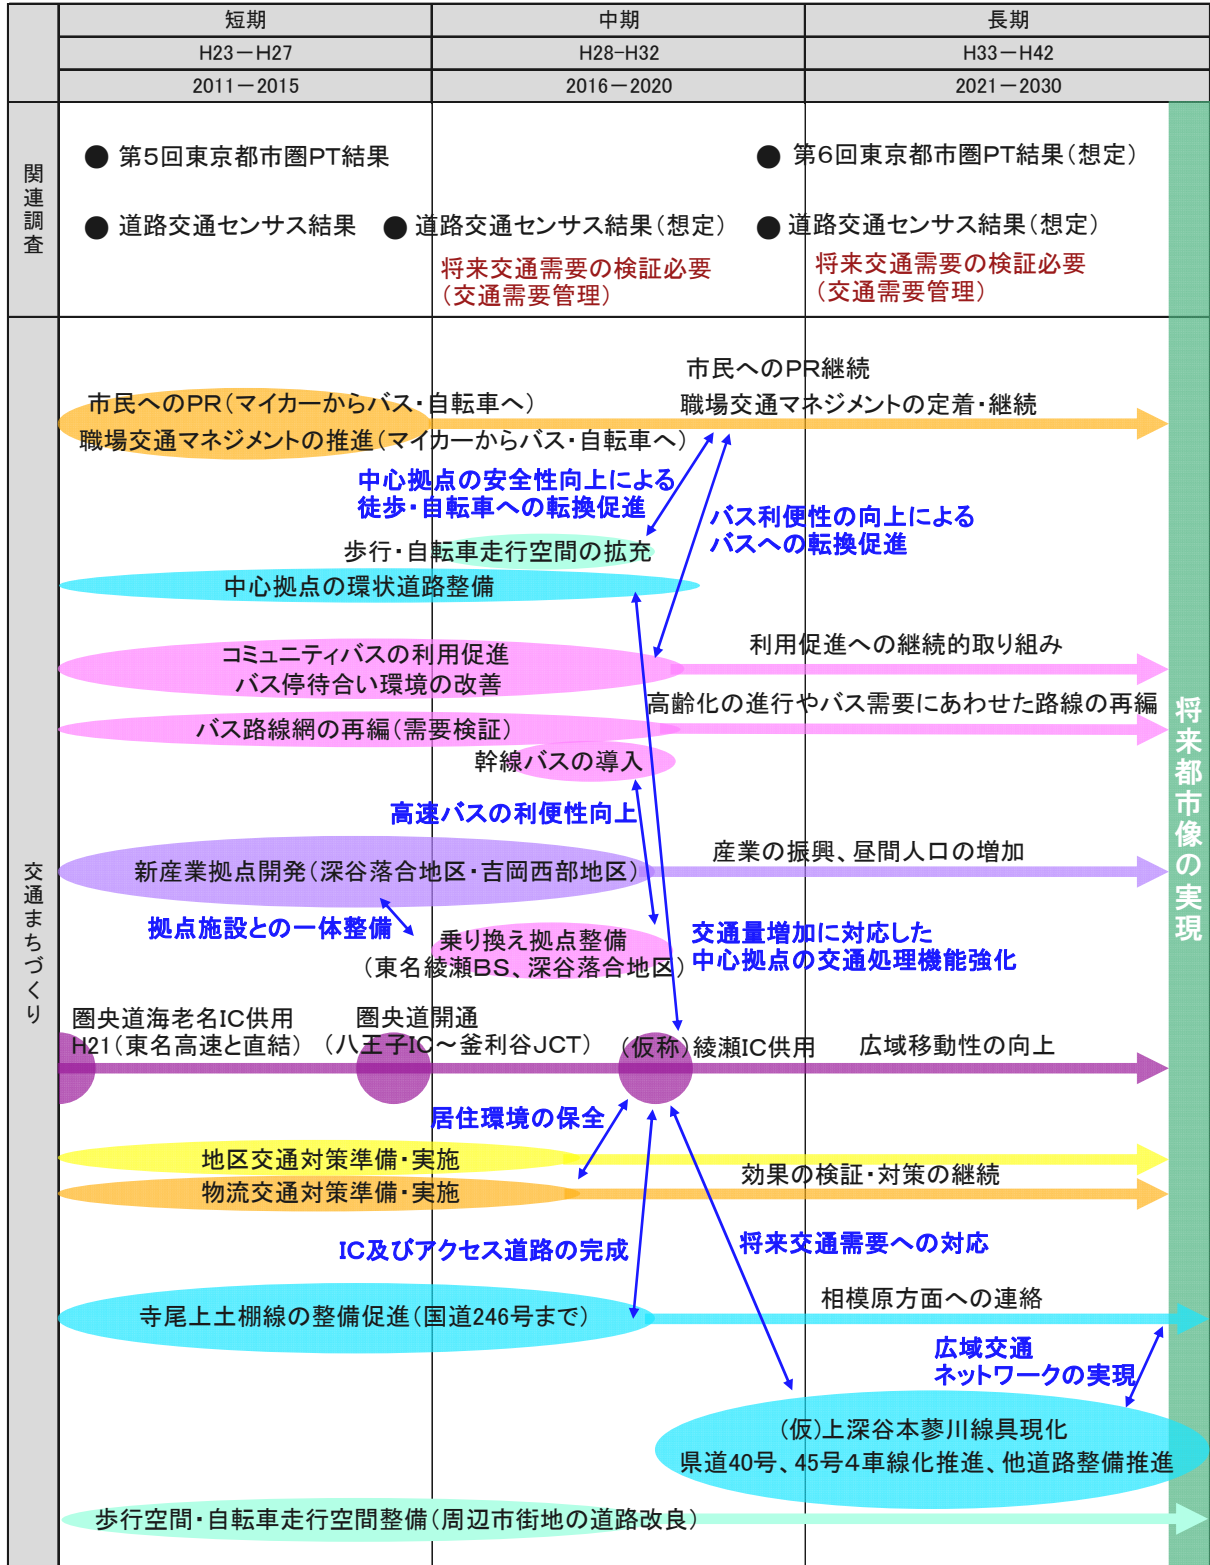 短期
中期
長期
H23－H27
H28-H32
H33－H42
2011－2015
2016－2020
2021－2030
関連調査
● 第5回東京都市圏PT結果
● 第6回東京都市圏PT結果(想定)
● 道路交通センサス結果
● 道路交通センサス結果(想定)
● 道路交通センサス結果(想定)
将来交通需要の検証必要
(交通需要管理)
将来交通需要の検証必要
(交通需要管理)
交通まちづくり
市民へのPR継続
市民へのPR(マイカーからバス・自転車へ)
職場交通マネジメントの定着・継続
職場交通マネジメントの推進(マイカーからバス・自転車へ)
中心拠点の安全性向上による
徒歩・自転車への転換促進
バス利便性の向上による
バスへの転換促進
歩行・自転車走行空間の拡充
中心拠点の環状道路整備
コミュニティバスの利用促進
バス停待合い環境の改善
利用促進への継続的取り組み
高齢化の進行やバス需要にあわせた路線の再編
バス路線網の再編(需要検証)
幹線バスの導入
高速バスの利便性向上
将来都市像の実現
新産業拠点開発(深谷落合地区・吉岡西部地区)
産業の振興、昼間人口の増加
拠点施設との一体整備
乗り換え拠点整備
(東名綾瀬BS、深谷落合地区)
交通量増加に対応した
中心拠点の交通処理機能強化
圏央道海老名IC供用
H21(東名高速と直結)
圏央道開通
(八王子IC～釜利谷JCT)
(仮称)綾瀬IC供用
広域移動性の向上
居住環境の保全
地区交通対策準備・実施
物流交通対策準備・実施
効果の検証・対策の継続
IC及びアクセス道路の完成
将来交通需要への対応
寺尾上土棚線の整備促進(国道246号まで)
相模原方面への連絡
広域交通
ネットワークの実現
(仮)上深谷本蓼川線具現化
県道40号、45号4車線化推進、他道路整備推進
歩行空間・自転車走行空間整備(周辺市街地の道路改良)